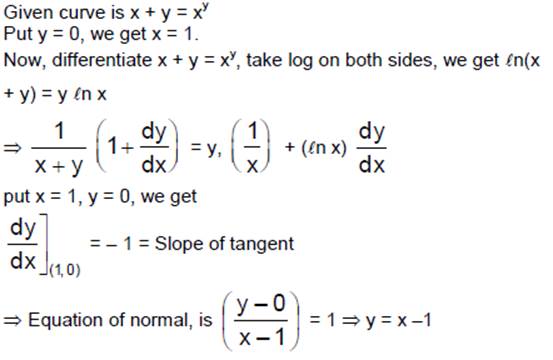 Given curve is x + y = x^y
Put y = 0, we get x = 1.
Now, differentiate x + y = x^y, take log on both sides, we get ℓn(x
+ y) = y ℓn x
⇒ 1/(x + y) (1 + dy/dx) = y, (1/x) + (ℓn x) dy/dx
put x = 1, y = 0, we get
dy/dx](1, 0) = – 1 = Slope of tangent
⇒ Equation of normal, is ((y – 0)/(x – 1)) = 1 ⇒ y = x –1